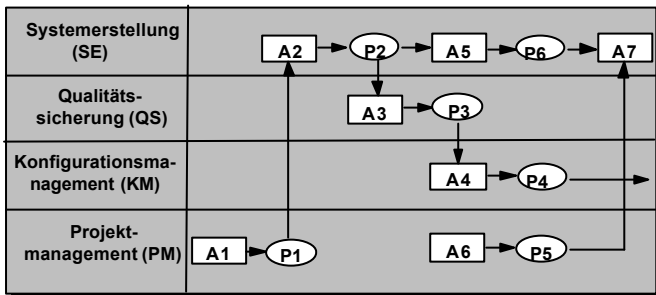 Systemerstellung
(SE)
A2
P2
A5
P6
A7
Qualitäts-
sicherung (QS)
A3
P3
Konfigurationsma-
nagement (KM)
A4
P4
Projekt-
management (PM)
A1
P1
A6
P5